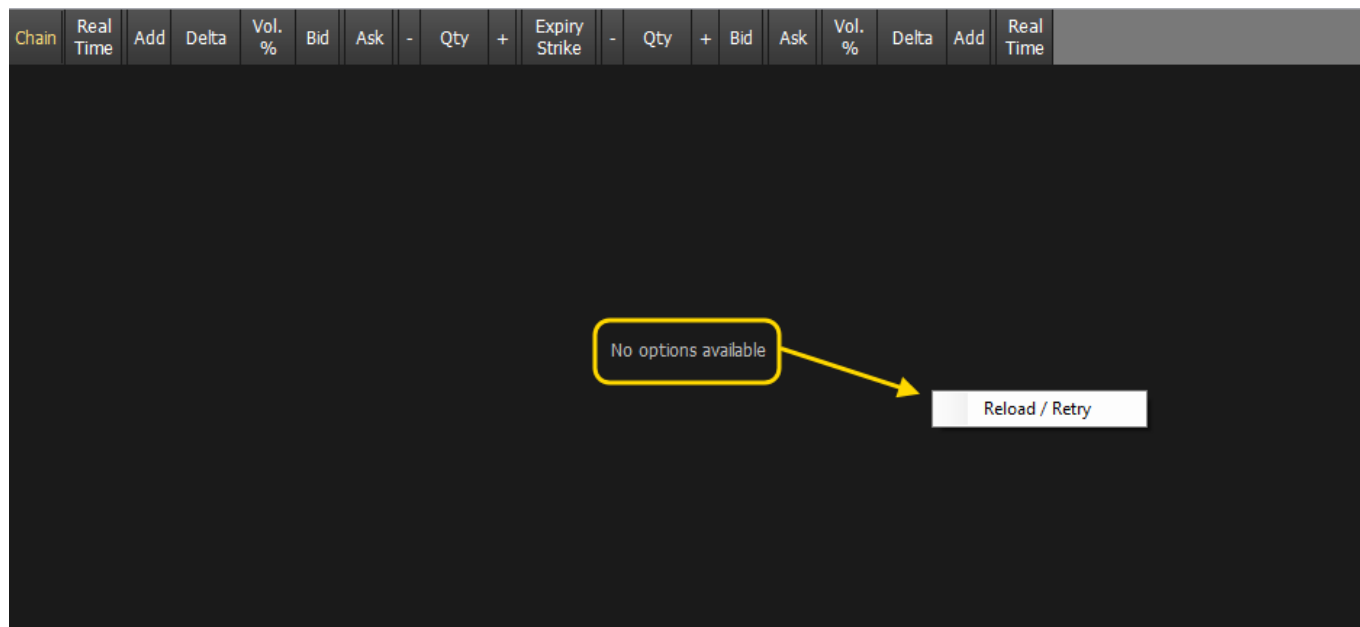 Chain Real Time Add Delta Vol. % Bid Ask - Qty + Expiry Strike - Qty + Bid Ask Vol. % Delta Add Real Time
No options available
Reload / Retry